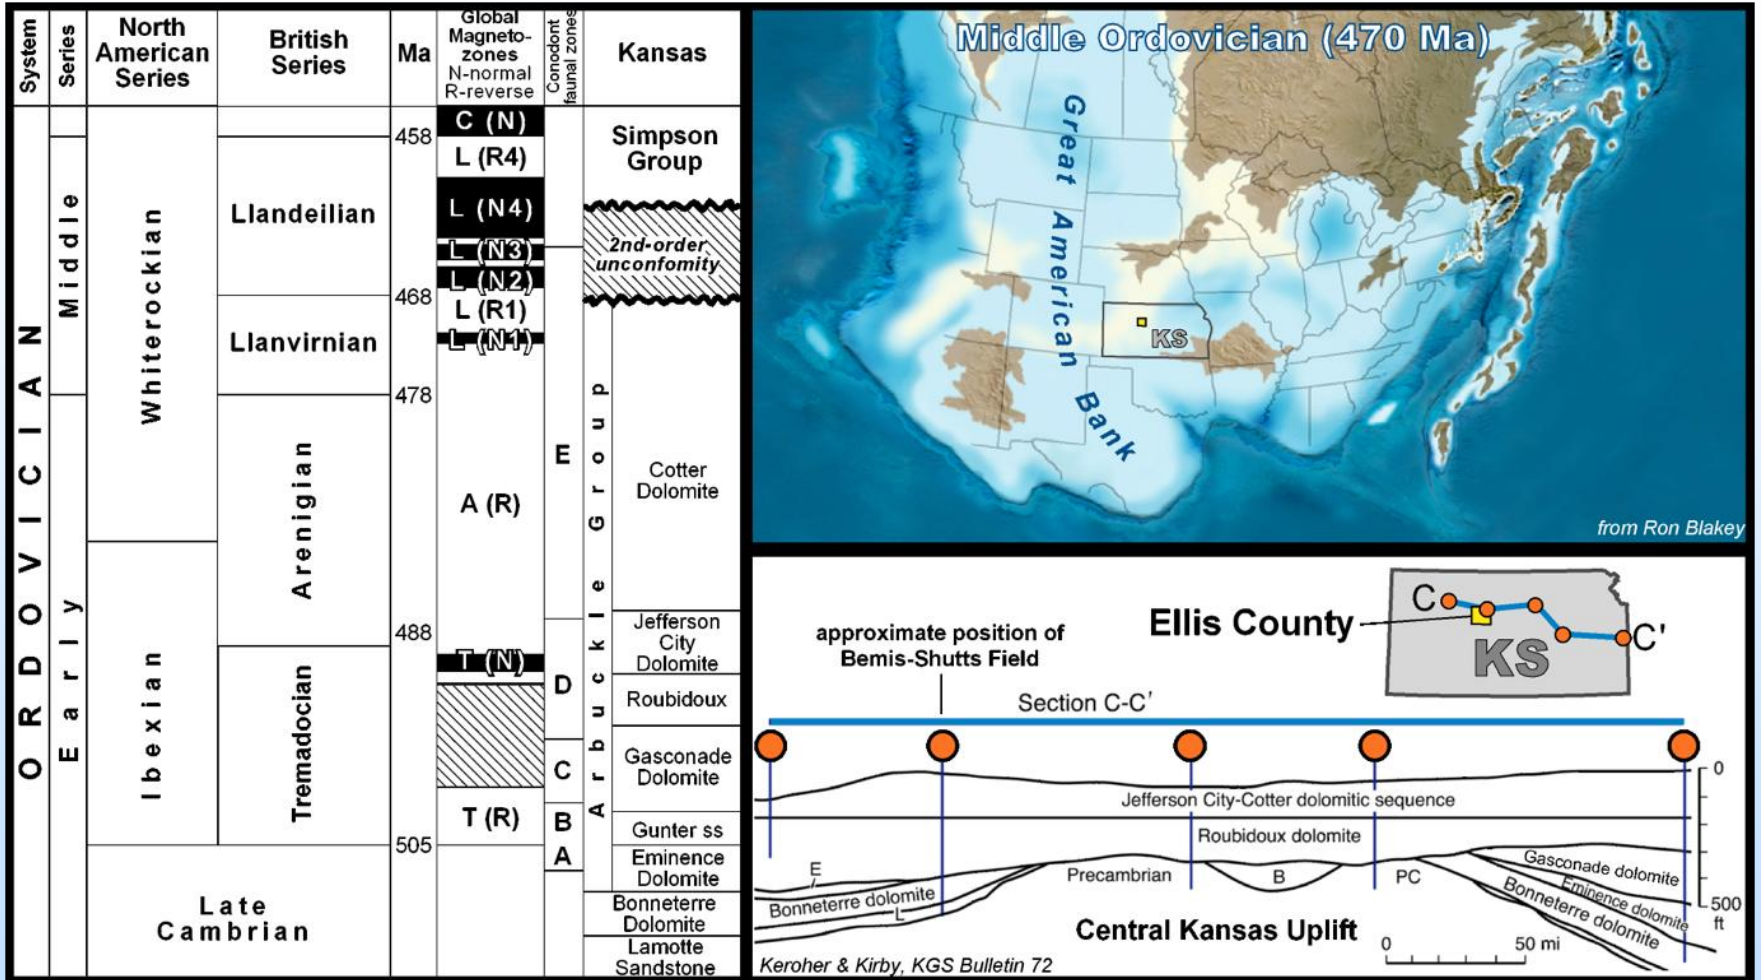 System
Series
North
American
Series
British
Series
Ma
Global
Magneto-
zones
N-normal
R-reverse
Conodont
faunal zones
Kansas
ORDOVICIAN
Middle
Early
Whiterockian
Ibexian
Llandeilian
Llanvirnian
Arenigian
Tremadocian
Late
Cambrian
458
468
478
488
505
C (N)
L (R4)
L (N4)
L (N3)
L (N2)
L (R1)
L (N1)
A (R)
T (N)
T (R)
E
D
C
B
A
Arbuckle Group
Simpson
Group
2nd-order
unconfomity
Cotter
Dolomite
Jefferson
City
Dolomite
Roubidoux
Gasconade
Dolomite
Gunter ss
Eminence
Dolomite
Bonneterre
Dolomite
Lamotte
Sandstone
Middle Ordovician (470 Ma)
Great American Bank
KS
from Ron Blakey
approximate position of
Bemis-Shutts Field
Ellis County
C
C'
KS
Section C-C'
0
Jefferson City-Cotter dolomitic sequence
Roubidoux dolomite
E
Bonneterre dolomite
L
Precambrian
B
PC
Gasconade dolomite
Eminence dolomite
Bonneterre dolomite
500
ft
Central Kansas Uplift
0
50 mi
Keroher & Kirby, KGS Bulletin 72